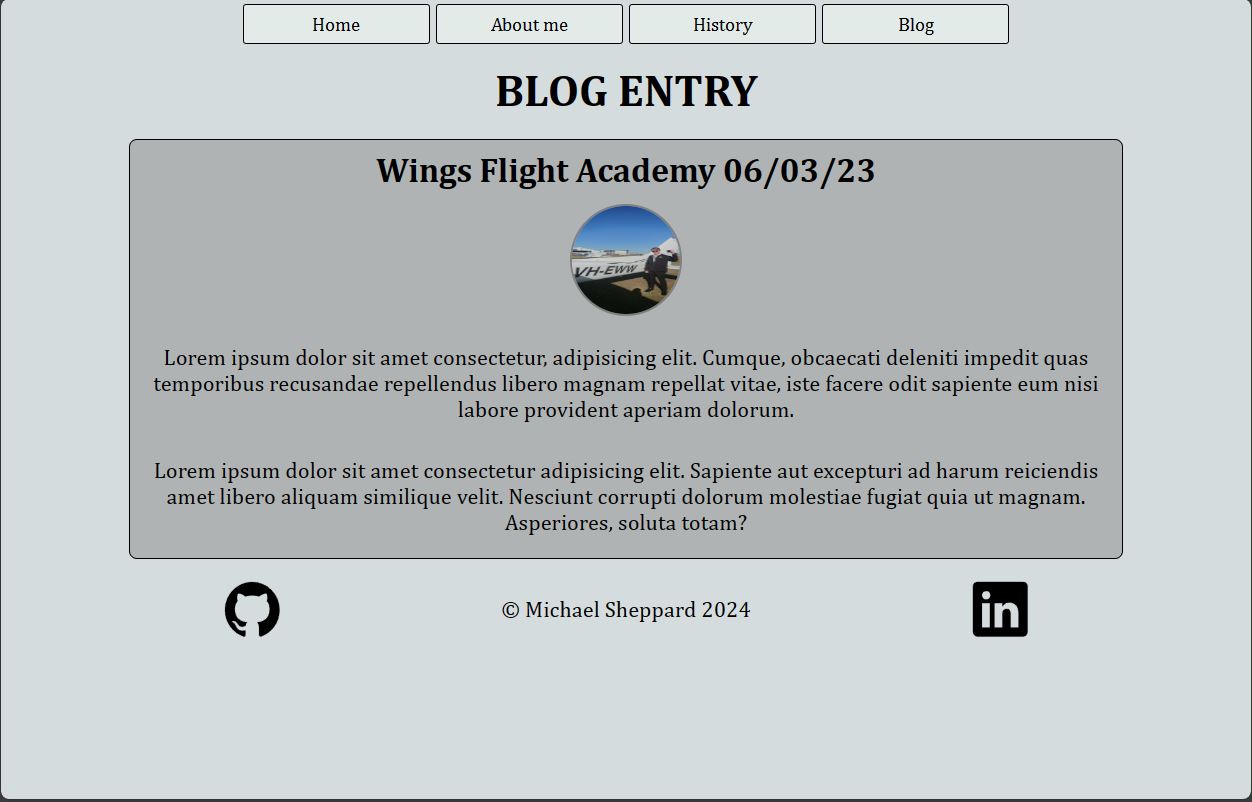 Home About me History Blog
BLOG ENTRY
Wings Flight Academy 06/03/23
VH-EWW
Lorem ipsum dolor sit amet consectetur, adipisicing elit. Cumque, obcaecati deleniti impedit quas
temporibus recusandae repellendus libero magnam repellat vitae, iste facere odit sapiente eum nisi
labore provident aperiam dolorum.
Lorem ipsum dolor sit amet consectetur adipisicing elit. Sapiente aut excepturi ad harum reiciendis
amet libero aliquam similique velit. Nesciunt corrupti dolorum molestiae fugiat quia ut magnam.
Asperiores, soluta totam?
© Michael Sheppard 2024
in